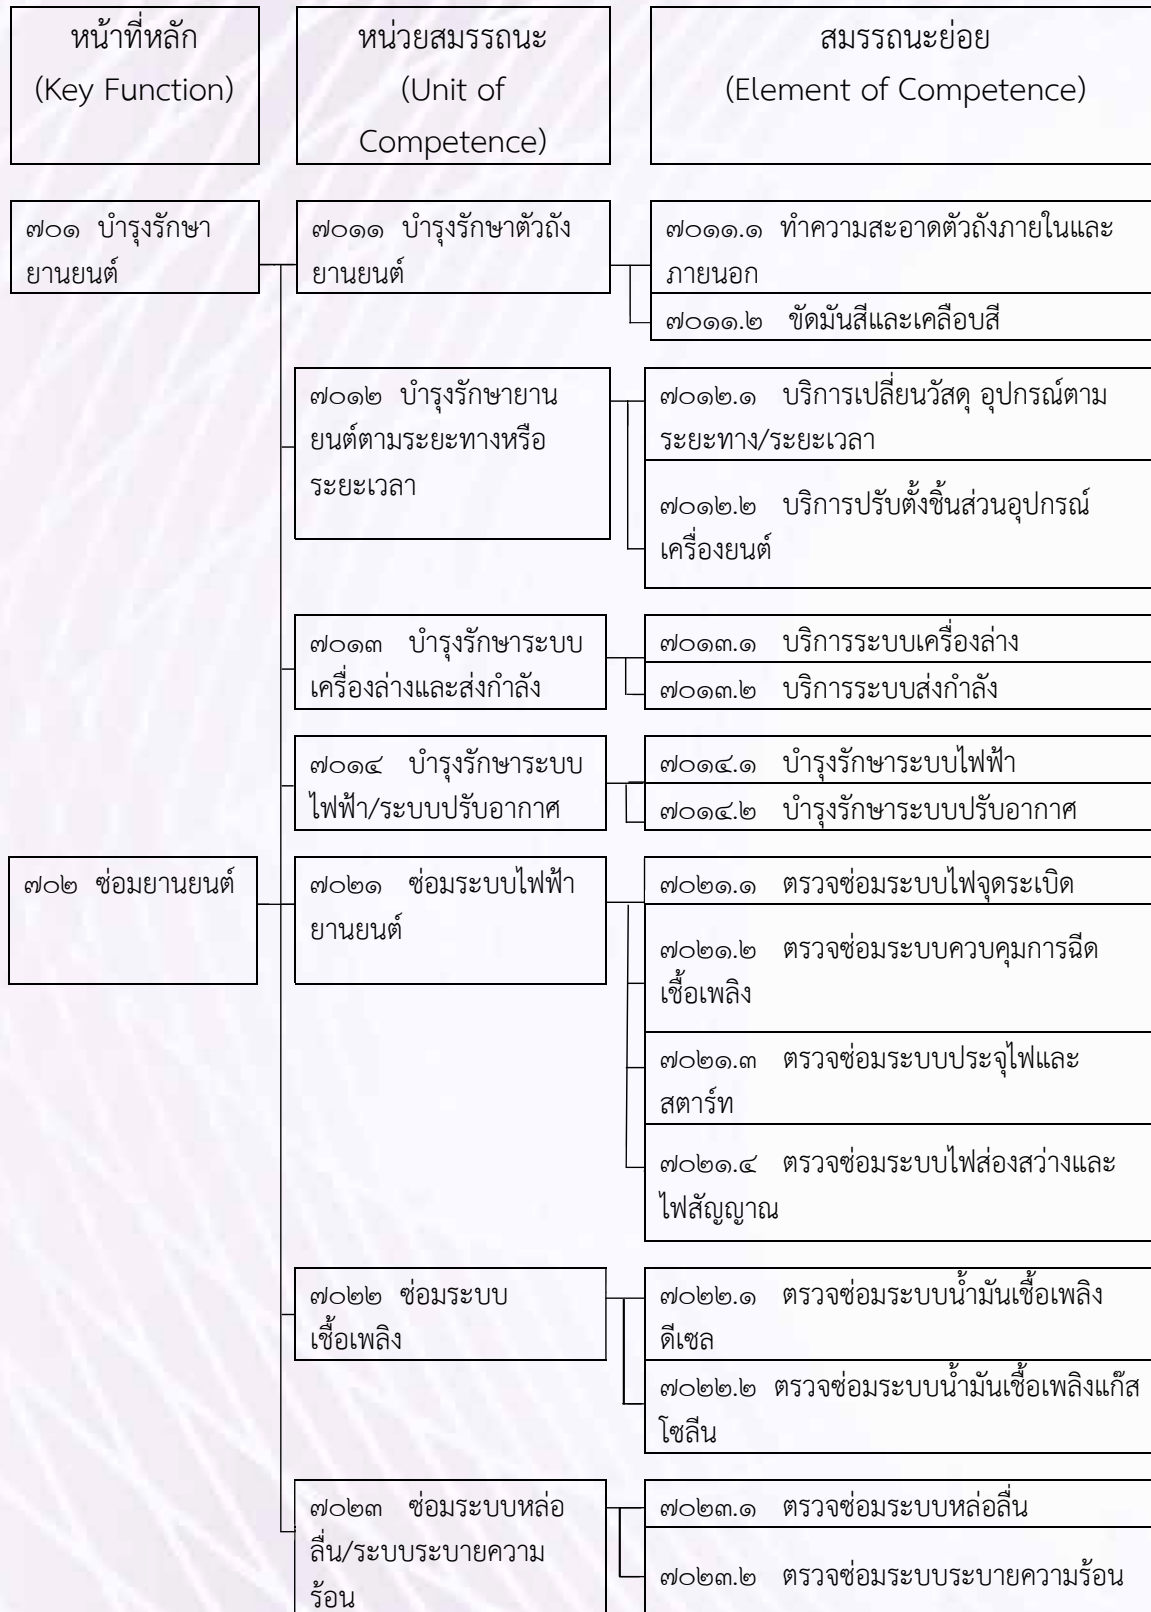 หน้าที่หลัก
(Key Function)
หน่วยสมรรถนะ
(Unit of
Competence)
สมรรถนะย่อย
(Element of Competence)
๗๐๑ บำรุงรักษา
ยานยนต์
๗๐๑๑ บำรุงรักษาตัวถัง
ยานยนต์
๗๐๑๑.๑ ทำความสะอาดตัวถังภายในและ
ภายนอก
๗๐๑๑.๒ ขัดมันสีและเคลือบสี
๗๐๑๒ บำรุงรักษายาน
ยนต์ตามระยะทางหรือ
ระยะเวลา
๗๐๑๒.๑ บริการเปลี่ยนวัสดุ อุปกรณ์ตาม
ระยะทาง/ระยะเวลา
๗๐๑๒.๒ บริการปรับตั้งชิ้นส่วนอุปกรณ์
เครื่องยนต์
๗๐๑๓ บำรุงรักษาระบบ
เครื่องล่างและส่งกำลัง
๗๐๑๓.๑ บริการระบบเครื่องล่าง
๗๐๑๓.๒ บริการระบบส่งกำลัง
๗๐๑๔ บำรุงรักษาระบบ
ไฟฟ้า/ระบบปรับอากาศ
๗๐๑๔.๑ บำรุงรักษาระบบไฟฟ้า
๗๐๑๔.๒ บำรุงรักษาระบบปรับอากาศ
๗๐๒ ซ่อมยานยนต์
๗๐๒๑ ซ่อมระบบไฟฟ้า
ยานยนต์
๗๐๒๑.๑ ตรวจซ่อมระบบไฟจุดระเบิด
๗๐๒๑.๒ ตรวจซ่อมระบบควบคุมการฉีด
เชื้อเพลิง
๗๐๒๑.๓ ตรวจซ่อมระบบประจุไฟและ
สตาร์ท
๗๐๒๑.๔ ตรวจซ่อมระบบไฟส่องสว่างและ
ไฟสัญญาณ
๗๐๒๒ ซ่อมระบบ
เชื้อเพลิง
๗๐๒๒.๑ ตรวจซ่อมระบบน้ำมันเชื้อเพลิง
ดีเซล
๗๐๒๒.๒ ตรวจซ่อมระบบน้ำมันเชื้อเพลิงแก๊ส
โซลีน
๗๐๒๓ ซ่อมระบบหล่อ
ลื่น/ระบบระบายความ
ร้อน
๗๐๒๓.๑ ตรวจซ่อมระบบหล่อลื่น
๗๐๒๓.๒ ตรวจซ่อมระบบระบายความร้อน